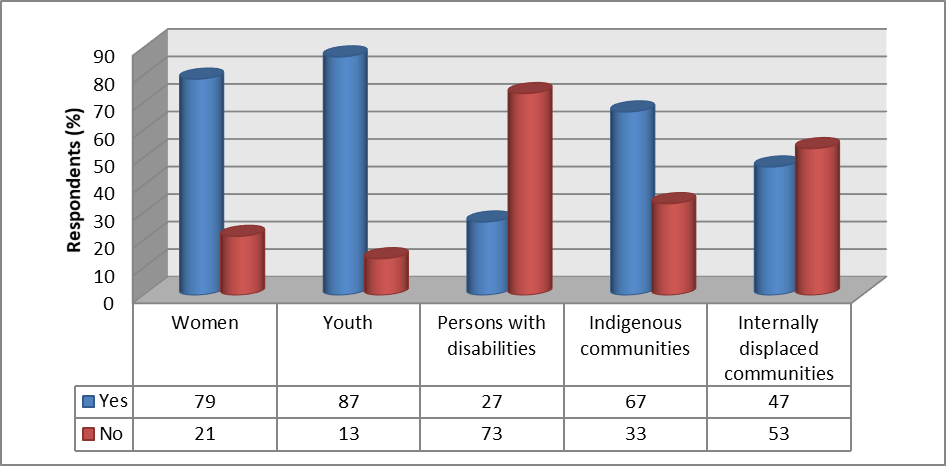 Respondents (%)
90
80
70
60
50
40
30
20
10
0
Women Youth Persons with Indigenous Internally
disabilities communities displaced
communities
Yes 79 87 27 67 47
No 21 13 73 33 53